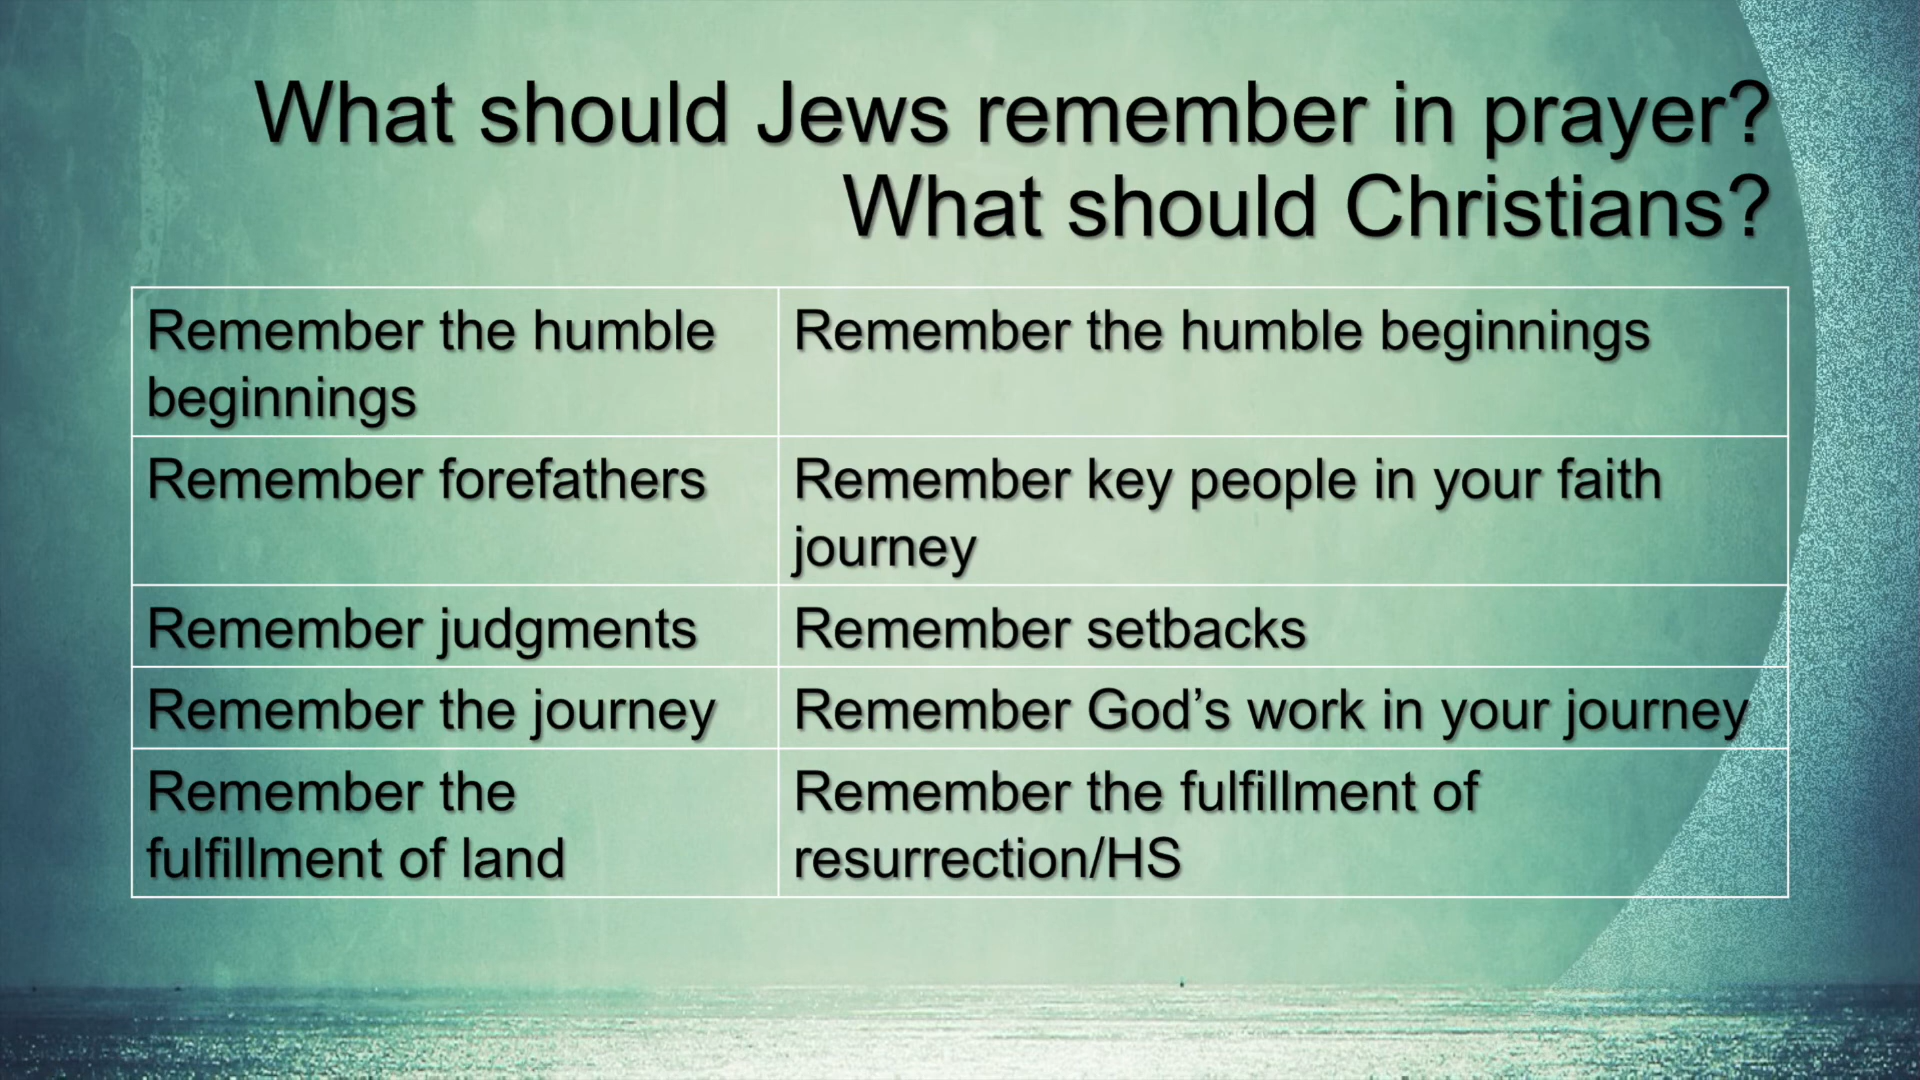 What should Jews remember in prayer?
What should Christians?
Remember the humble
beginnings
Remember the humble beginnings
Remember forefathers
Remember key people in your faith
journey
Remember judgments
Remember setbacks
Remember the journey
Remember God’s work in your journey
Remember the
fulfillment of land
Remember the fulfillment of
resurrection/HS